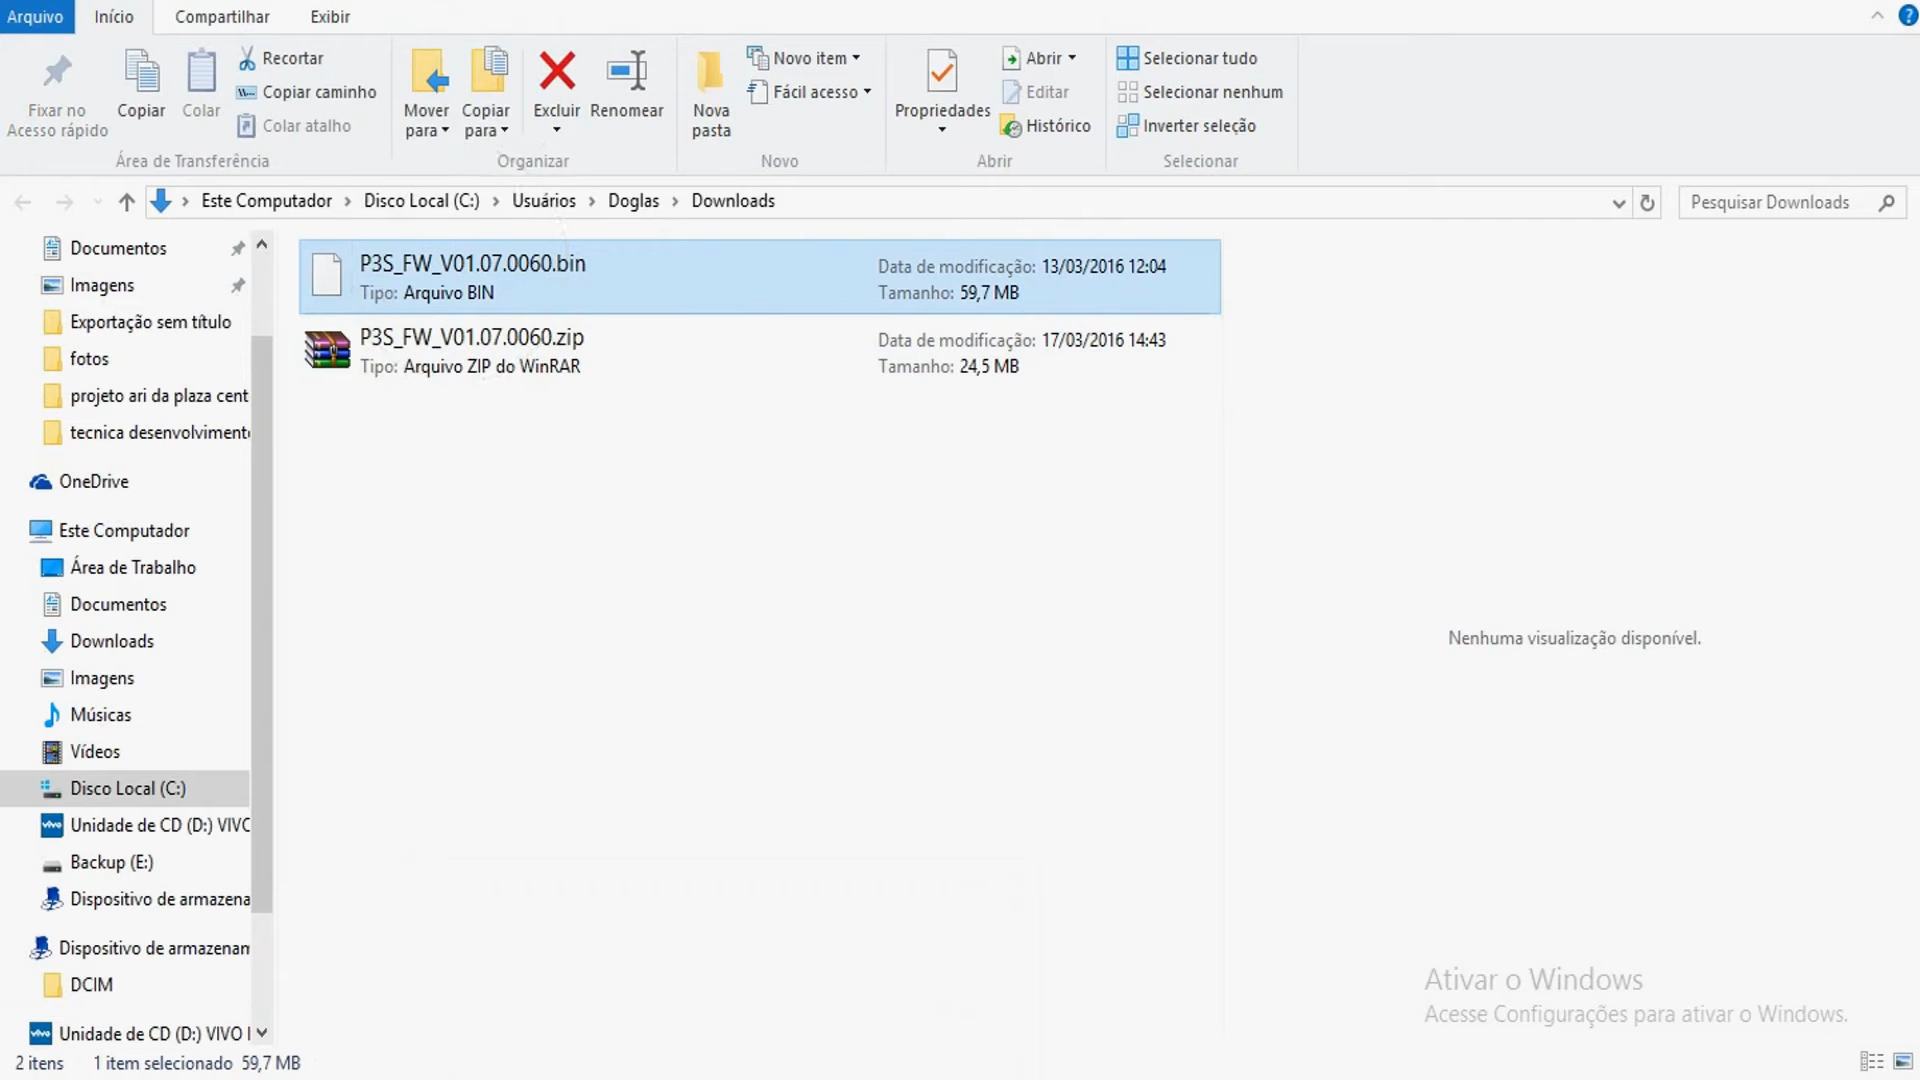 Arquivo
Início
Compartilhar
Exibir
?
Fixar no
Acesso rápido
Copiar
Colar
Recortar
Copiar caminho
Colar atalho
Área de Transferência
Mover
para
Copiar
para
Excluir
Renomear
Organizar
Nova
pasta
Novo item
Fácil acesso
Novo
Propriedades
Abrir
Editar
Histórico
Abrir
Selecionar tudo
Selecionar nenhum
Inverter seleção
Selecionar
Este Computador > Disco Local (C:) > Usuários > Doglas > Downloads
Pesquisar Downloads
Documentos
Imagens
Exportação sem título
fotos
projeto ari da plaza cent
tecnica desenvolviment
OneDrive
Este Computador
Área de Trabalho
Documentos
Downloads
Imagens
Músicas
Vídeos
Disco Local (C:)
vivo Unidade de CD (D:) VIVO
Backup (E:)
Dispositivo de armazena
Dispositivo de armazenam
DCIM
vivo Unidade de CD (D:) VIVO
P3S_FW_V01.07.0060.bin
Tipo: Arquivo BIN
Data de modificação: 13/03/2016 12:04
Tamanho: 59,7 MB
P3S_FW_V01.07.0060.zip
Tipo: Arquivo ZIP do WinRAR
Data de modificação: 17/03/2016 14:43
Tamanho: 24,5 MB
Nenhuma visualização disponível.
Ativar o Windows
Acesse Configurações para ativar o Windows.
2 itens
1 item selecionado 59,7 MB